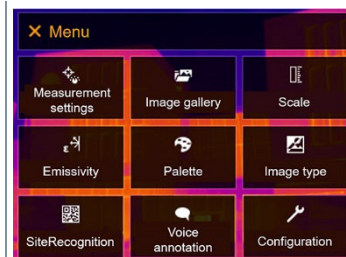 × Menu
Measurement
settings
Image gallery
Scale
ε
Emissivity
Palette
Image type
SiteRecognition
Voice
annotation
Configuration